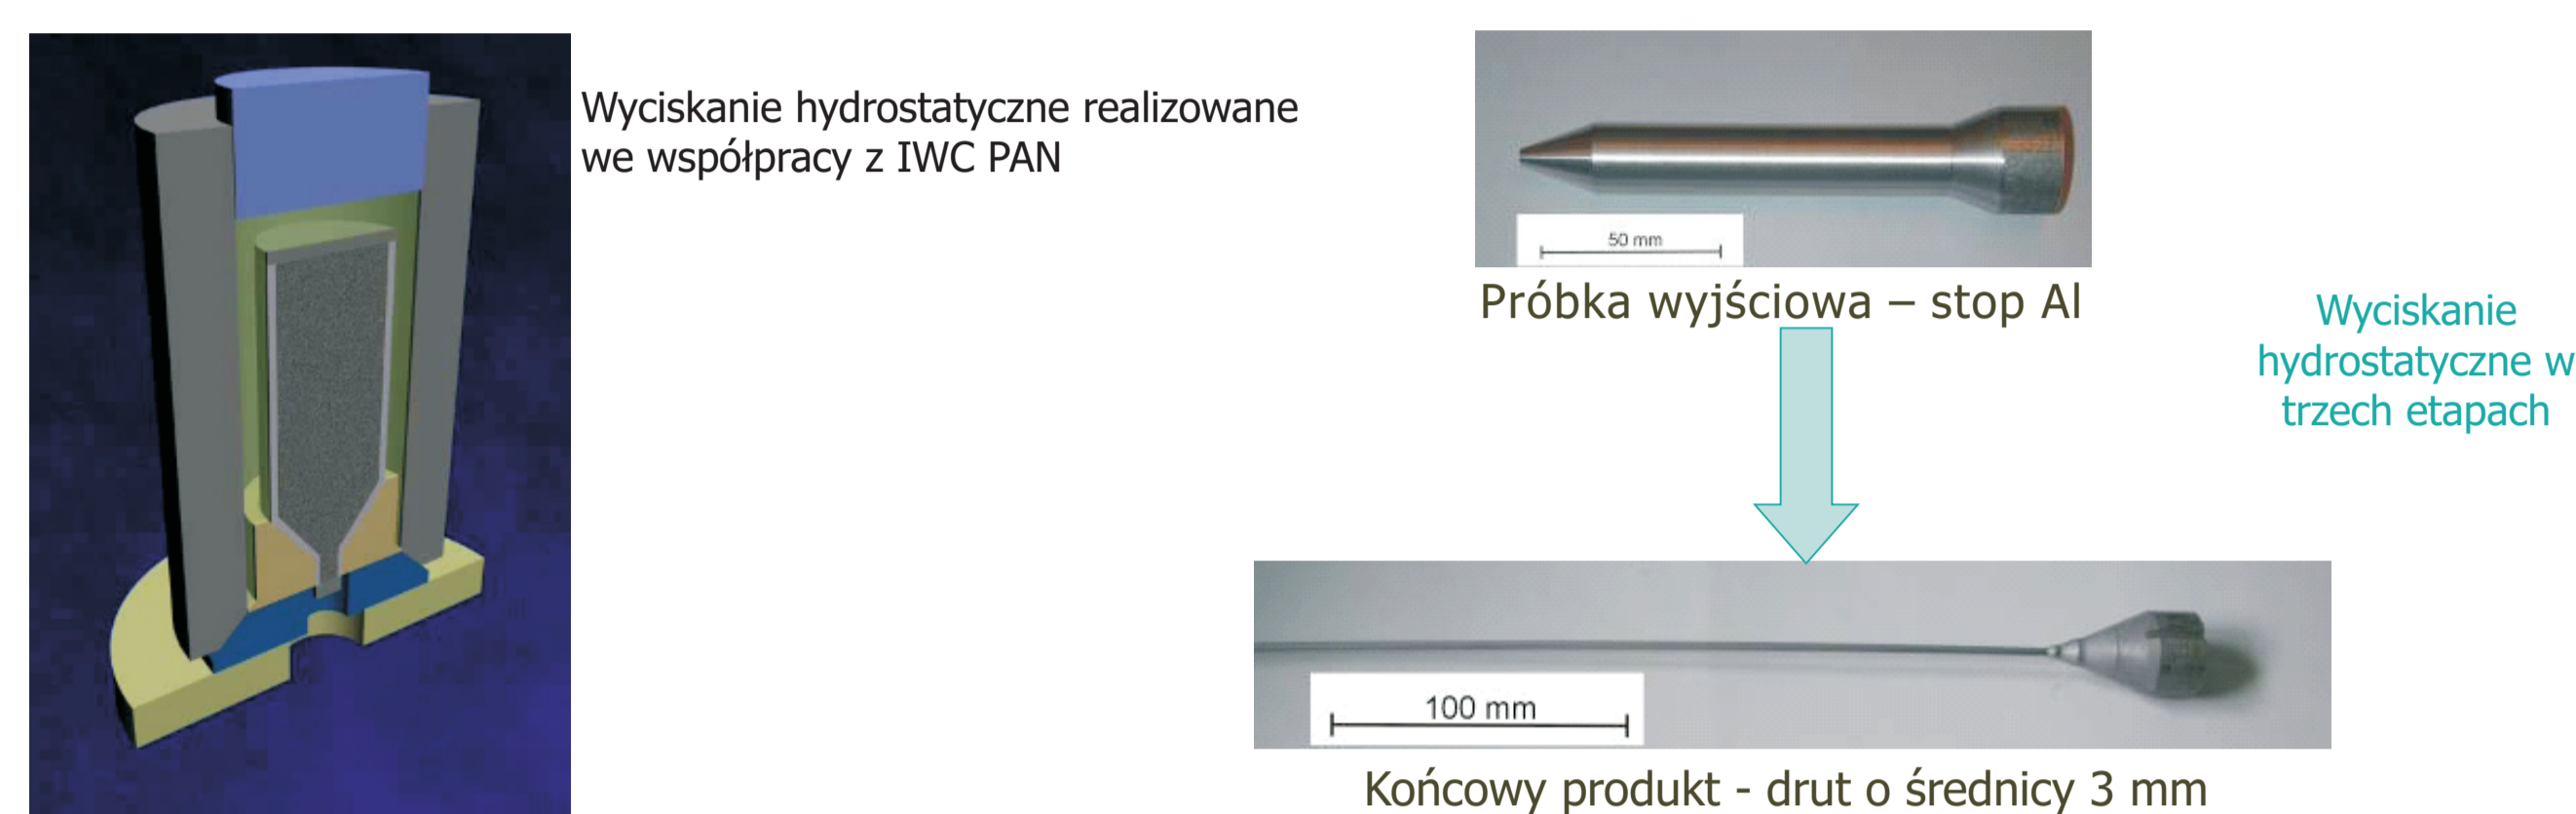 Wyciskanie hydrostatyczne realizowane
we współpracy z IWC PAN
50 mm
Próbka wyjściowa – stop Al
Wyciskanie
hydrostatyczne w
trzech etapach
100 mm
Końcowy produkt - drut o średnicy 3 mm